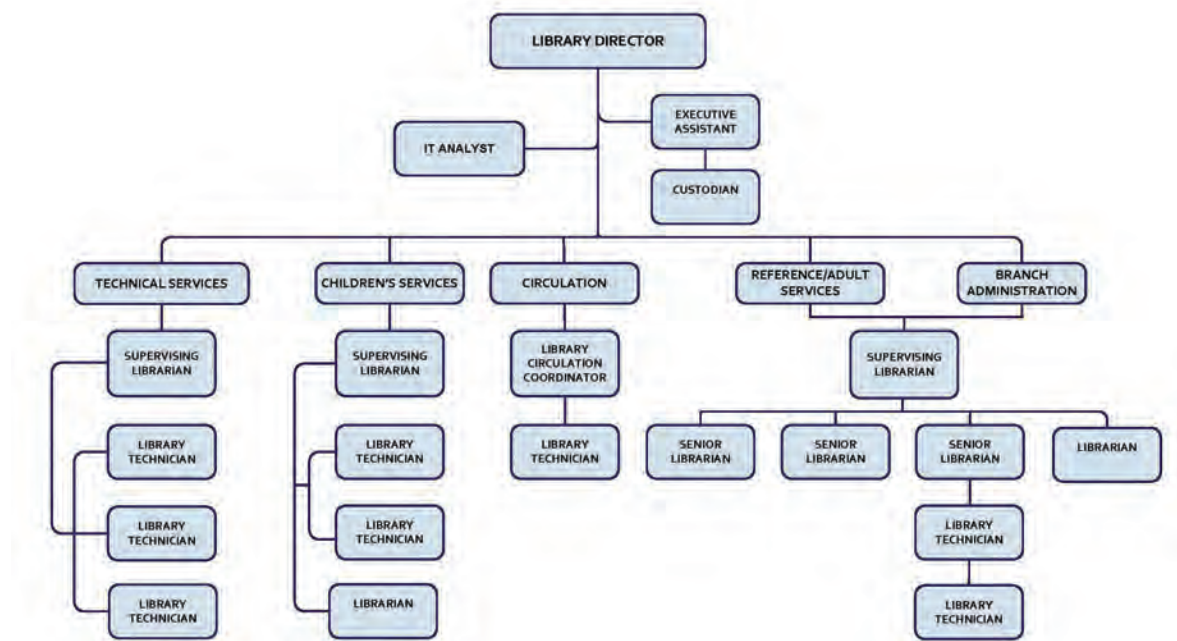 LIBRARY DIRECTOR
EXECUTIVE
ASSISTANT
IT ANALYST
CUSTODIAN
TECHNICAL SERVICES
CHILDREN'S SERVICES
CIRCULATION
REFERENCE/ADULT
SERVICES
BRANCH
ADMINISTRATION
SUPERVISING
LIBRARIAN
SUPERVISING
LIBRARIAN
LIBRARY
CIRCULATION
COORDINATOR
SUPERVISING
LIBRARIAN
LIBRARY
TECHNICIAN
LIBRARY
TECHNICIAN
LIBRARY
TECHNICIAN
SENIOR
LIBRARIAN
SENIOR
LIBRARIAN
SENIOR
LIBRARIAN
LIBRARIAN
LIBRARY
TECHNICIAN
LIBRARY
TECHNICIAN
LIBRARY
TECHNICIAN
LIBRARY
TECHNICIAN
LIBRARIAN
LIBRARY
TECHNICIAN